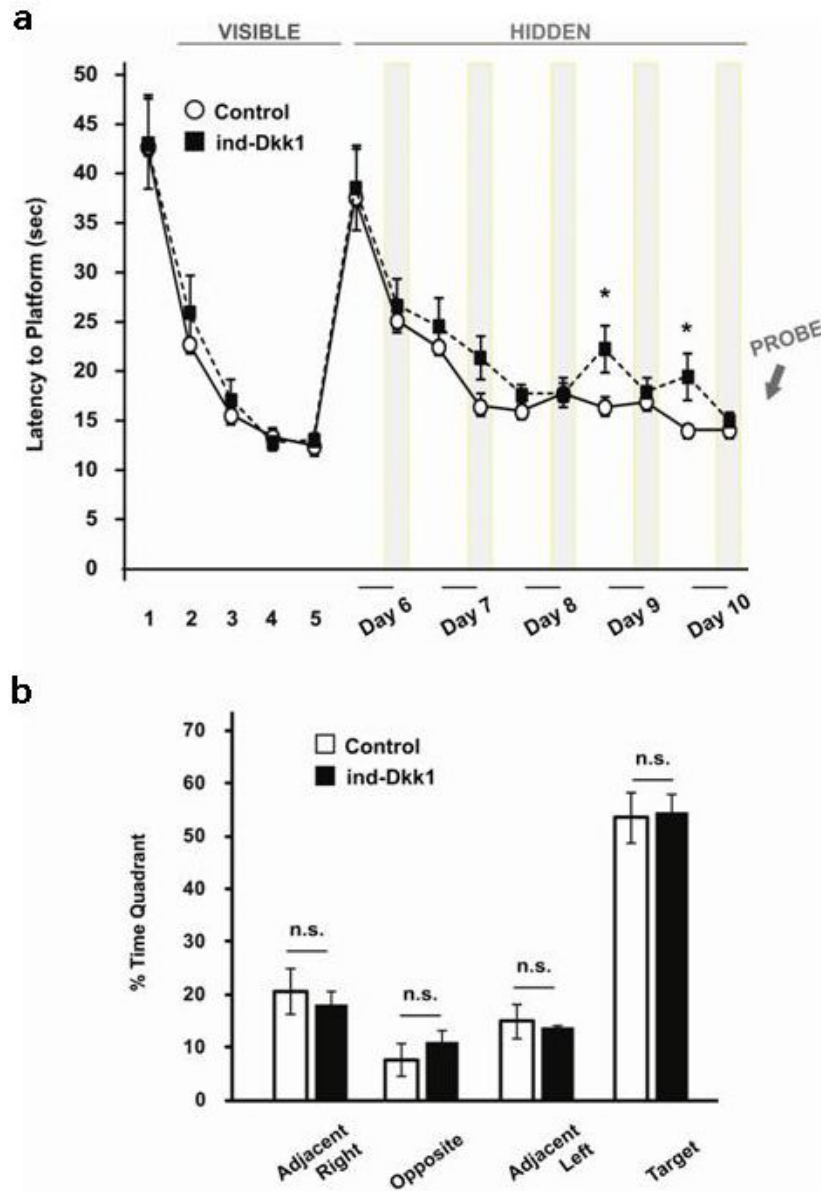 a
VISIBLE HIDDEN
50
45
40
35
30
25
20
15
10
5
0
Latency to Platform (sec)
Control
ind-Dkk1
*
*
PROBE
1 2 3 4 5 Day 6 Day 7 Day 8 Day 9 Day 10
b
70
60
50
40
30
20
10
0
% Time Quadrant
Control
ind-Dkk1
n.s.
n.s.
n.s.
n.s.
Adjacent
Right
Opposite
Adjacent
Left
Target